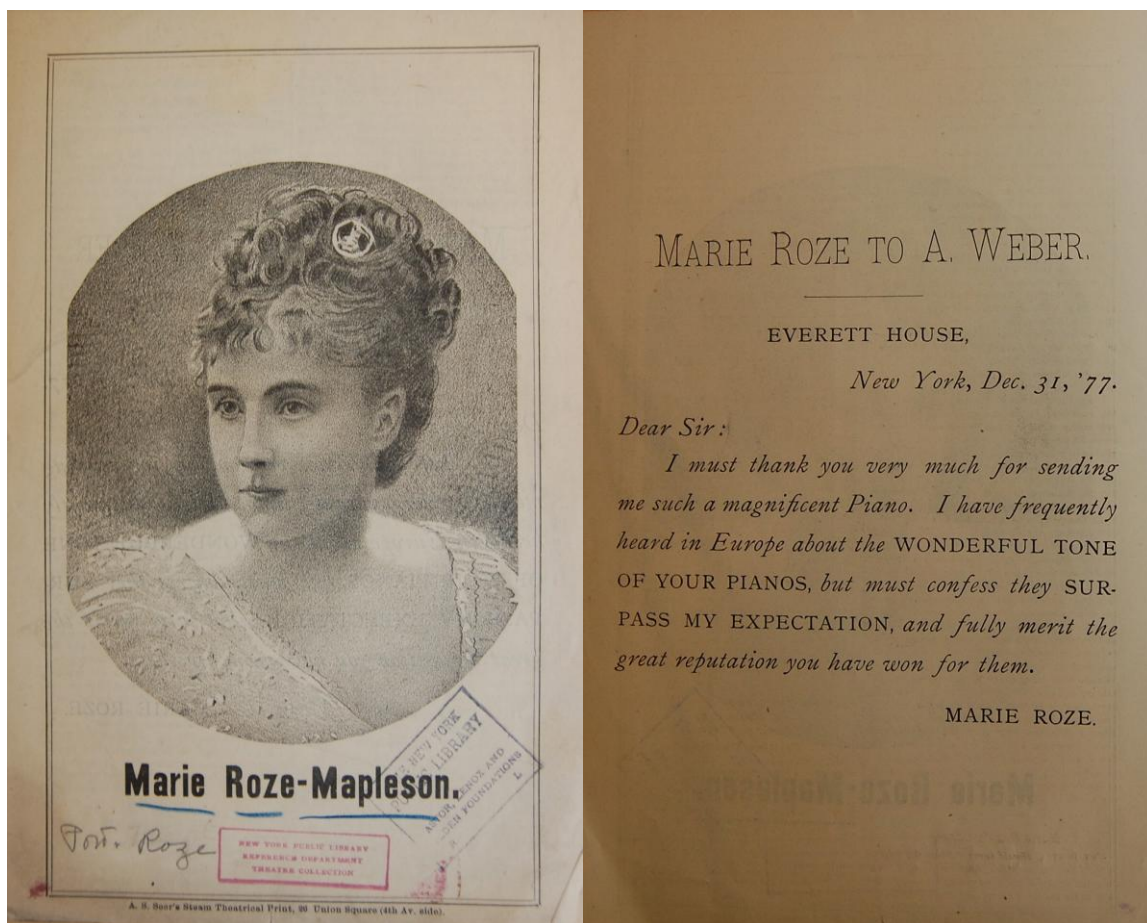 Marie Roze-Mapleson.
Port. Roze
NEW YORK PUBLIC LIBRARY
REFERENCE DEPARTMENT
THEATRE COLLECTION
THE NEW YORK
PUBLIC LIBRARY
ASTOR, LENOX AND
TILDEN FOUNDATIONS
A. S. Seer's Steam Theatrical Print, 26 Union Square (4th Av. side).
MARIE ROZE TO A. WEBER.
EVERETT HOUSE,
New York, Dec. 31, '77.
Dear Sir:
I must thank you very much for sending
me such a magnificent Piano. I have frequently
heard in Europe about the WONDERFUL TONE
OF YOUR PIANOS, but must confess they SUR-
PASS MY EXPECTATION, and fully merit the
great reputation you have won for them.
MARIE ROZE.